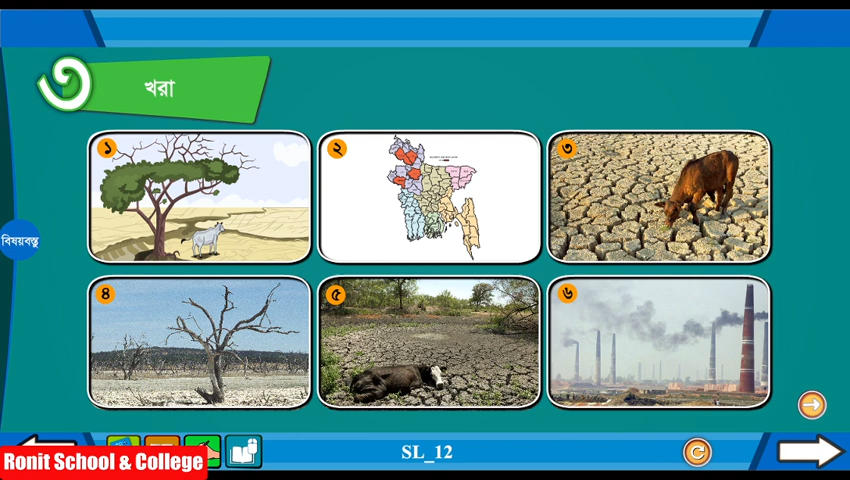 ৩
খরা
১
২
৩
৪
৫
৬
বিষয়বস্তু
SL_12
Ronit School & College